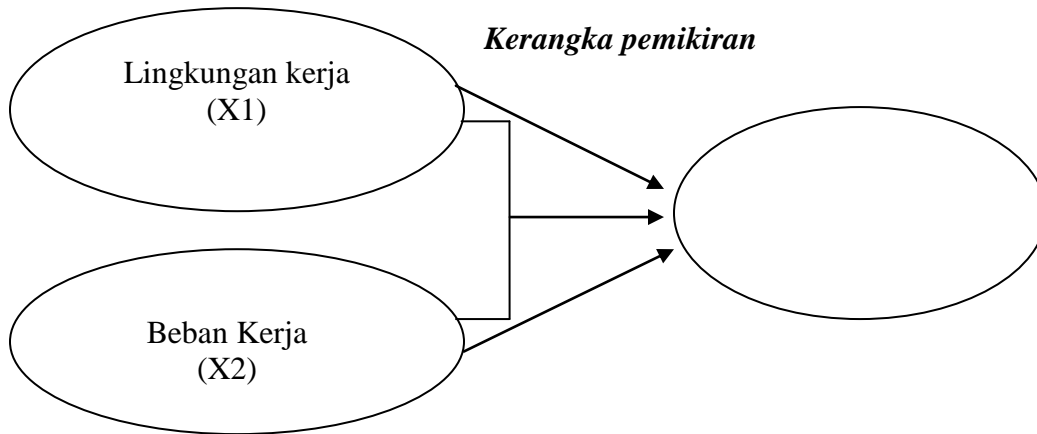 Kerangka pemikiran
Lingkungan kerja
(X1)
Beban Kerja
(X2)